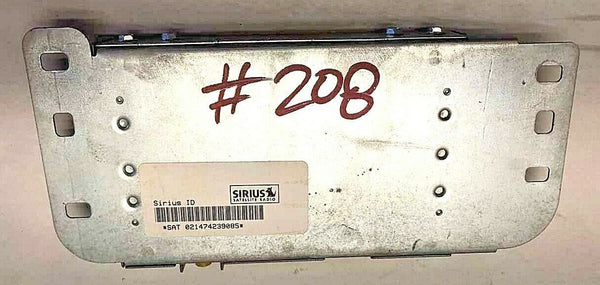 #208
SIRIUS
SATELLITE RADIO
Sirius ID
*SAT 021474239085*